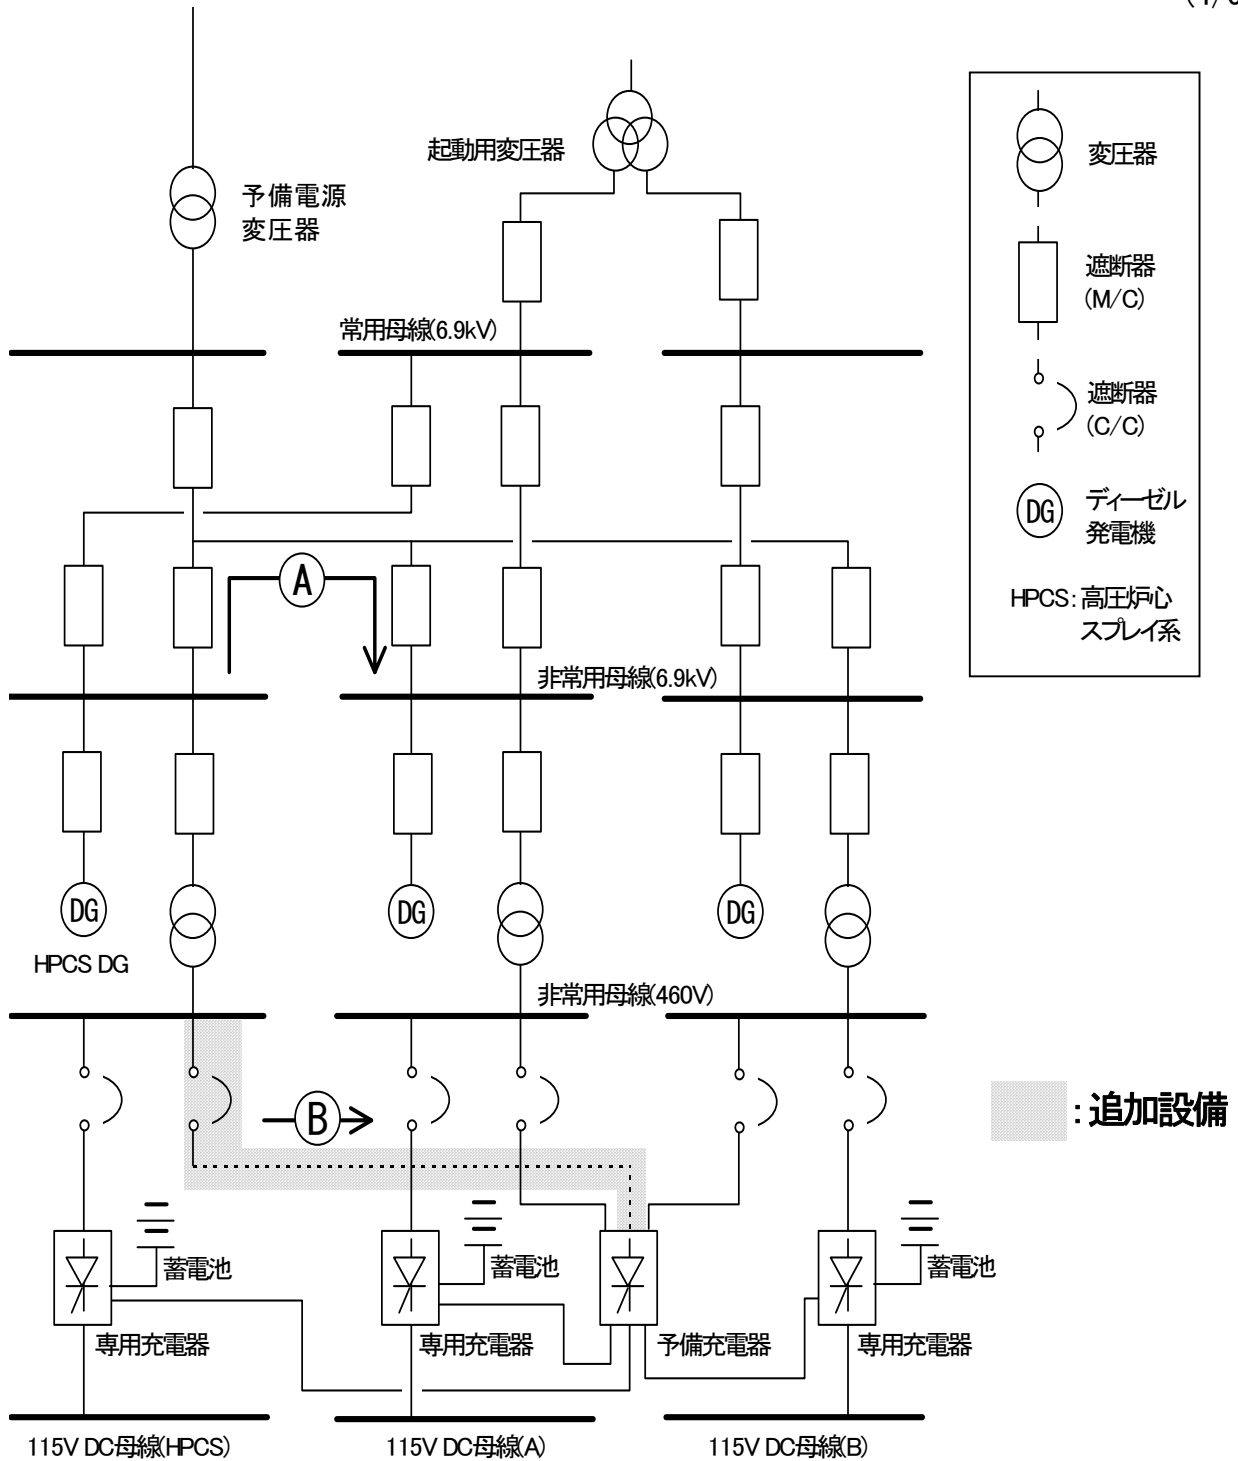 起動用変圧器
予備電源
変圧器
常用母線(6.9kV)
変圧器
遮断器
(M/C)
遮断器
(C/C)
DG
ディーゼル
発電機
HPCS:高圧炉心
スプレイ系
A
非常用母線(6.9kV)
DG
DG
DG
HPCS DG
非常用母線(460V)
B
:追加設備
蓄電池
蓄電池
蓄電池
専用充電器
専用充電器
予備充電器
専用充電器
115V DC母線(HPCS)
115V DC母線(A)
115V DC母線(B)